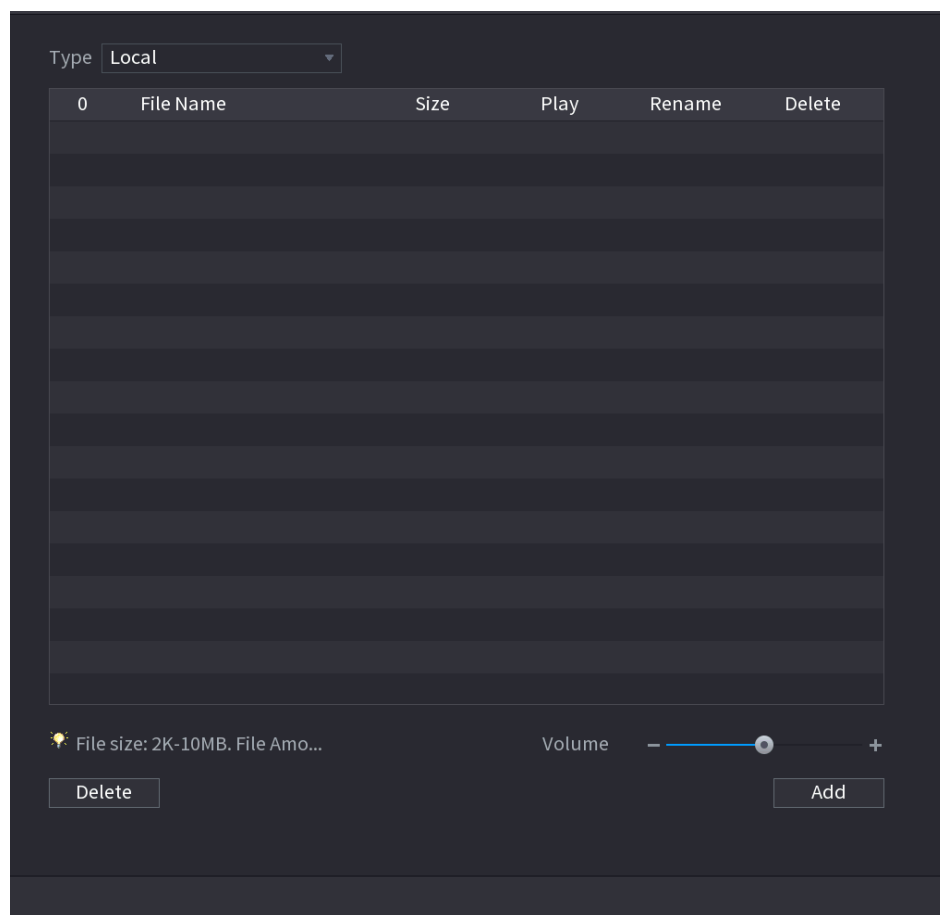 Type Local
0 File Name Size Play Rename Delete
File size: 2K-10MB. File Amo... Volume
Delete Add